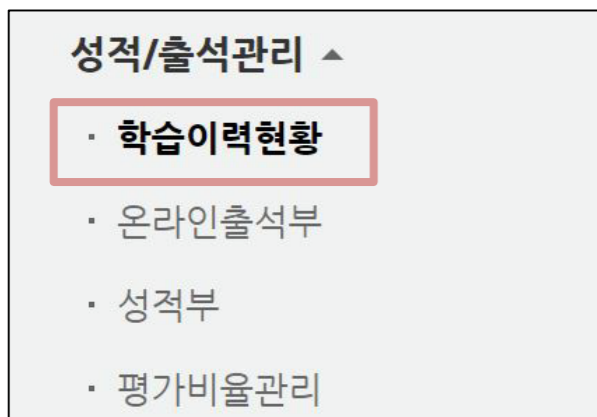 성적/출석관리 ▲
· 학습이력현황
· 온라인출석부
· 성적부
· 평가비율관리